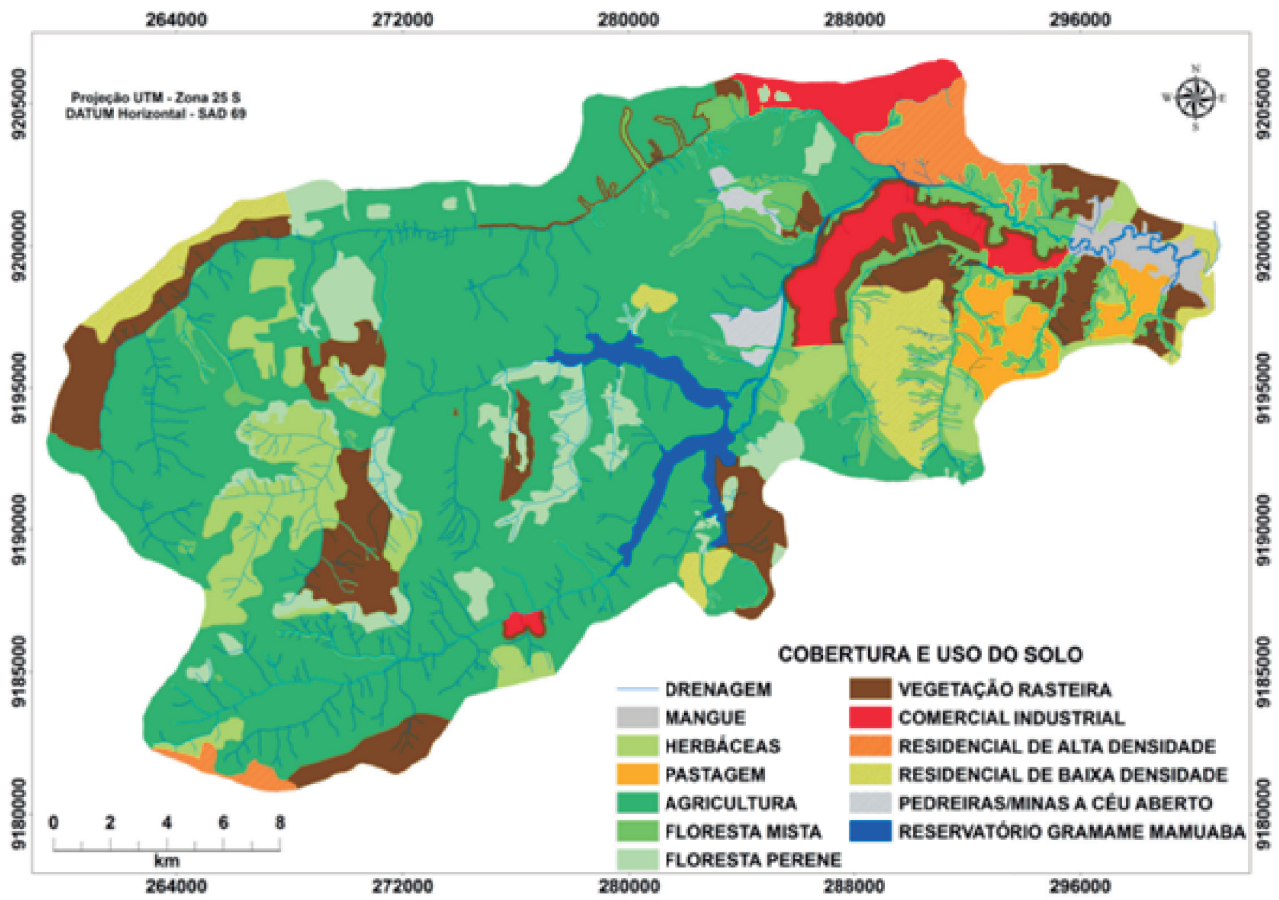 264000 272000 280000 288000 296000
Projeção UTM - Zona 25 S
DATUM Horizontal - SAD 69
N
W E
S
9205000 9205000
9200000 9200000
9195000 9195000
9190000 9190000
9185000 9185000
9180000 9180000
COBERTURA E USO DO SOLO
DRENAGEM
MANGUE
HERBÁCEAS
PASTAGEM
AGRICULTURA
FLORESTA MISTA
FLORESTA PERENE
VEGETAÇÃO RASTEIRA
COMERCIAL INDUSTRIAL
RESIDENCIAL DE ALTA DENSIDADE
RESIDENCIAL DE BAIXA DENSIDADE
PEDREIRAS/MINAS A CÉU ABERTO
RESERVATÓRIO GRAMAME MAMUABA
0 2 4 6 8
km
264000 272000 280000 288000 296000